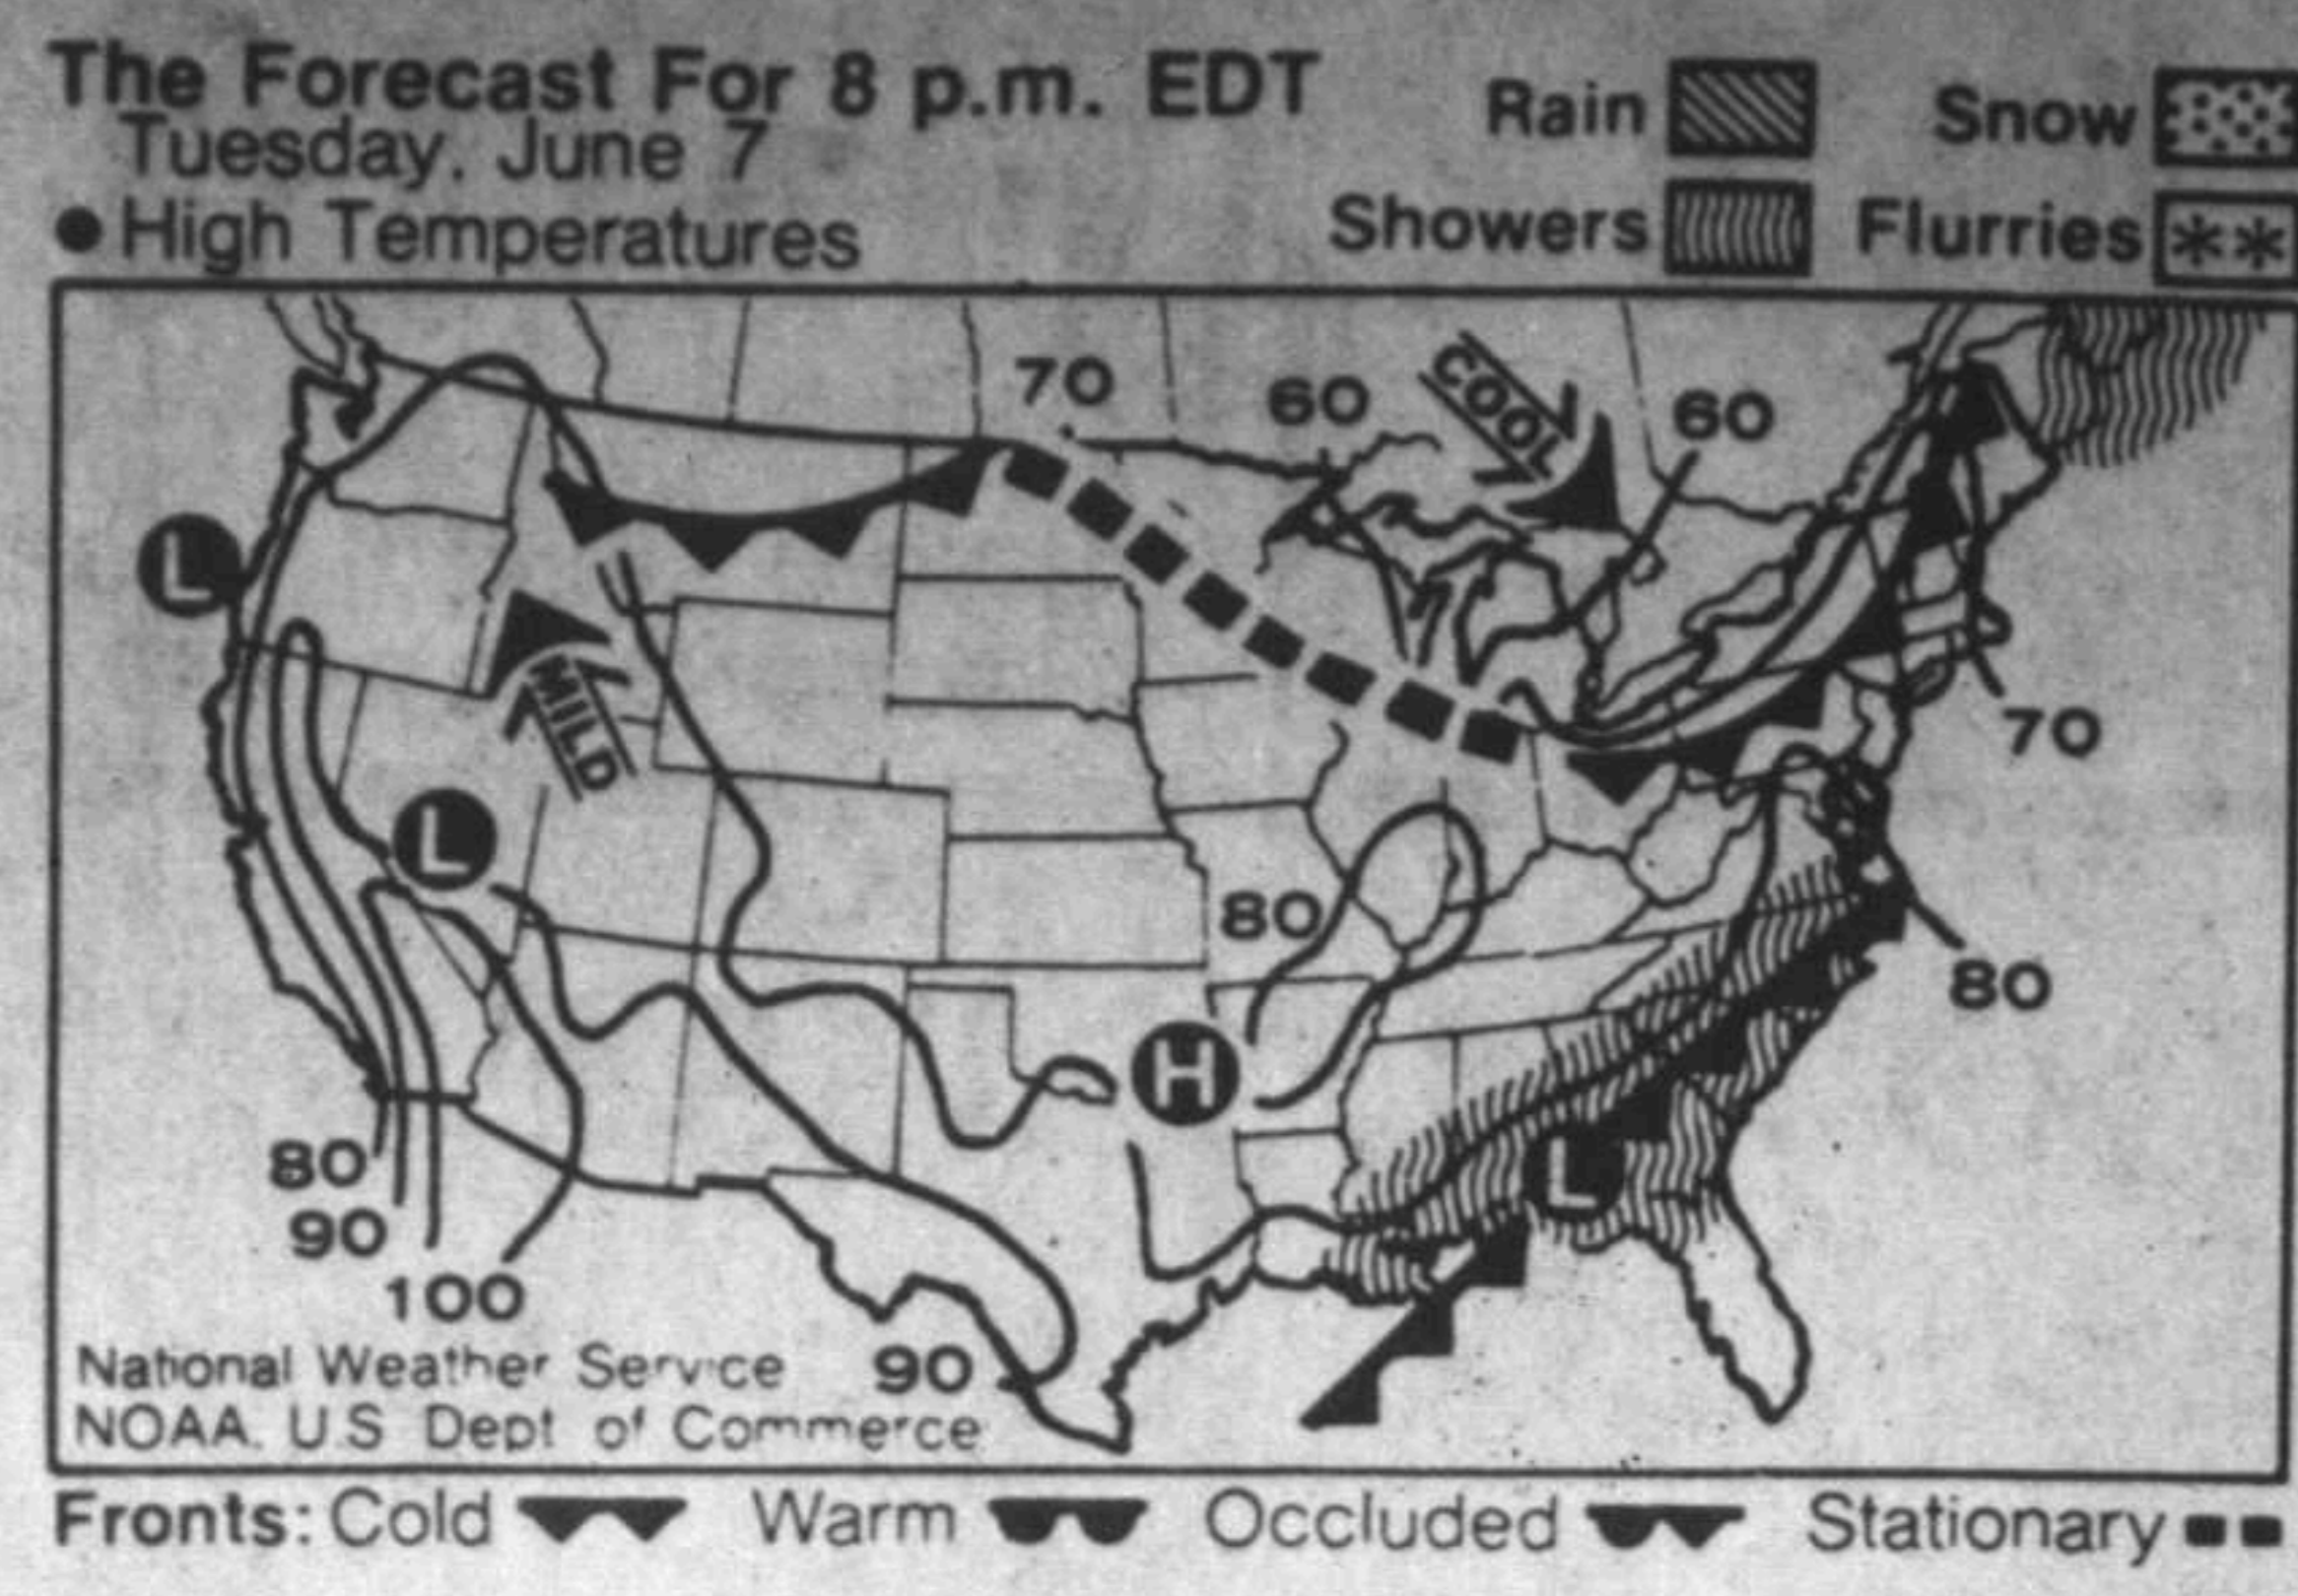 The Forecast For 8 p.m. EDT
Tuesday, June 7
● High Temperatures
Rain
Snow
Showers
Flurries
70
60
COOL
60
L
MILD
70
L
80
80
H
80
L
90
100
90
National Weather Service
NOAA, U.S. Dept. of Commerce
Fronts: Cold
Warm
Occluded
Stationary